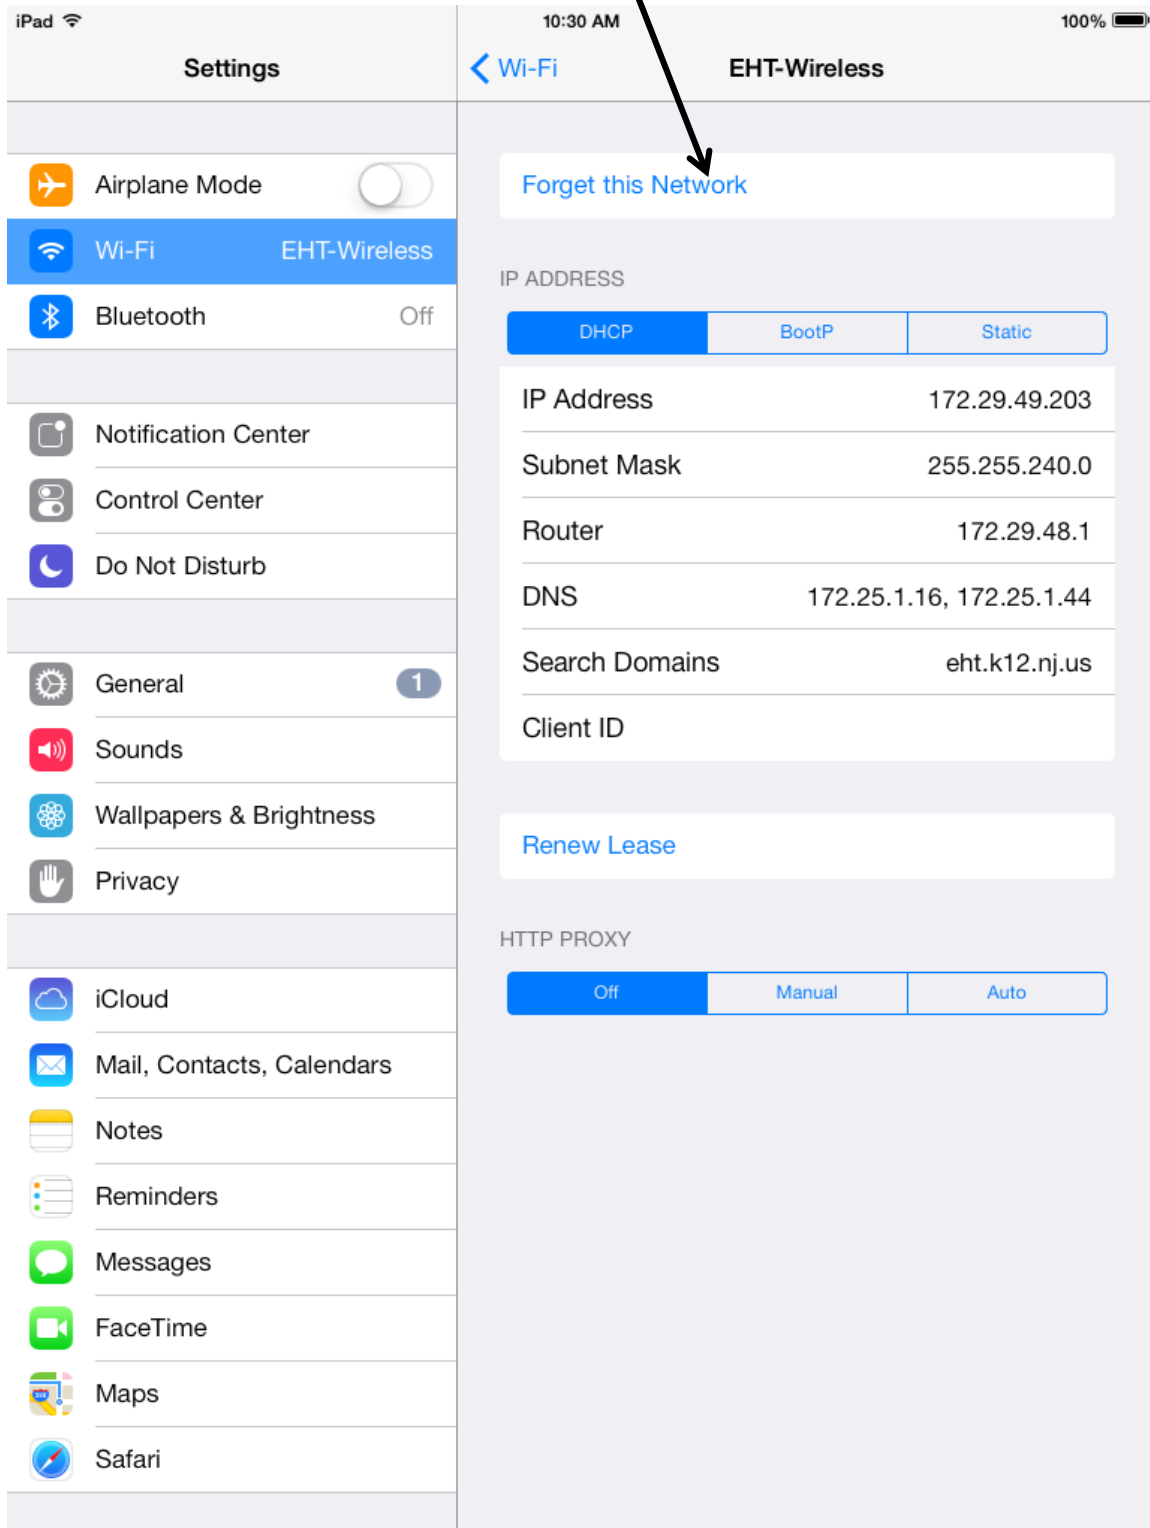 iPad 10:30 AM 100%
Settings
Wi-Fi EHT-Wireless
Airplane Mode
Wi-Fi EHT-Wireless
Bluetooth Off
Notification Center
Control Center
Do Not Disturb
General 1
Sounds
Wallpapers & Brightness
Privacy
iCloud
Mail, Contacts, Calendars
Notes
Reminders
Messages
FaceTime
Maps
Safari
Forget this Network
IP ADDRESS
DHCP BootP Static
IP Address 172.29.49.203
Subnet Mask 255.255.240.0
Router 172.29.48.1
DNS 172.25.1.16, 172.25.1.44
Search Domains eht.k12.nj.us
Client ID
Renew Lease
HTTP PROXY
Off Manual Auto